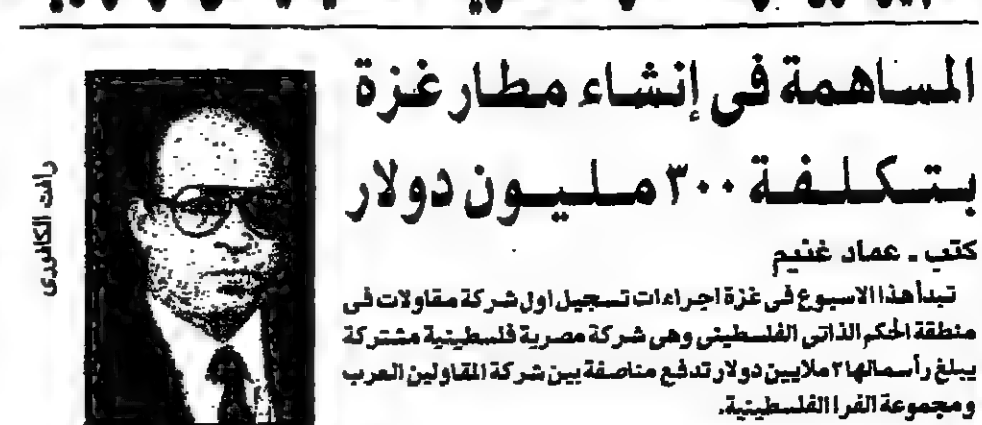 المساهمة فى إنشاء مطار غزة
بتكلفة ٣٠٠ مليون دولار
كتب ـ عماد غنيم
تبدأ هذا الاسبوع فى غزة اجراءات تسجيل اول شركة مقاولات فى
منطقة الحكم الذاتى الفلسطينى وهى شركة مصرية فلسطينية مشتركة
يبلغ رأسمالها ٢ ملايين دولار تدفع مناصفة بين شركة المقاولين العرب
ومجموعة الفرا الفلسطينية.
رأفت الكافورى